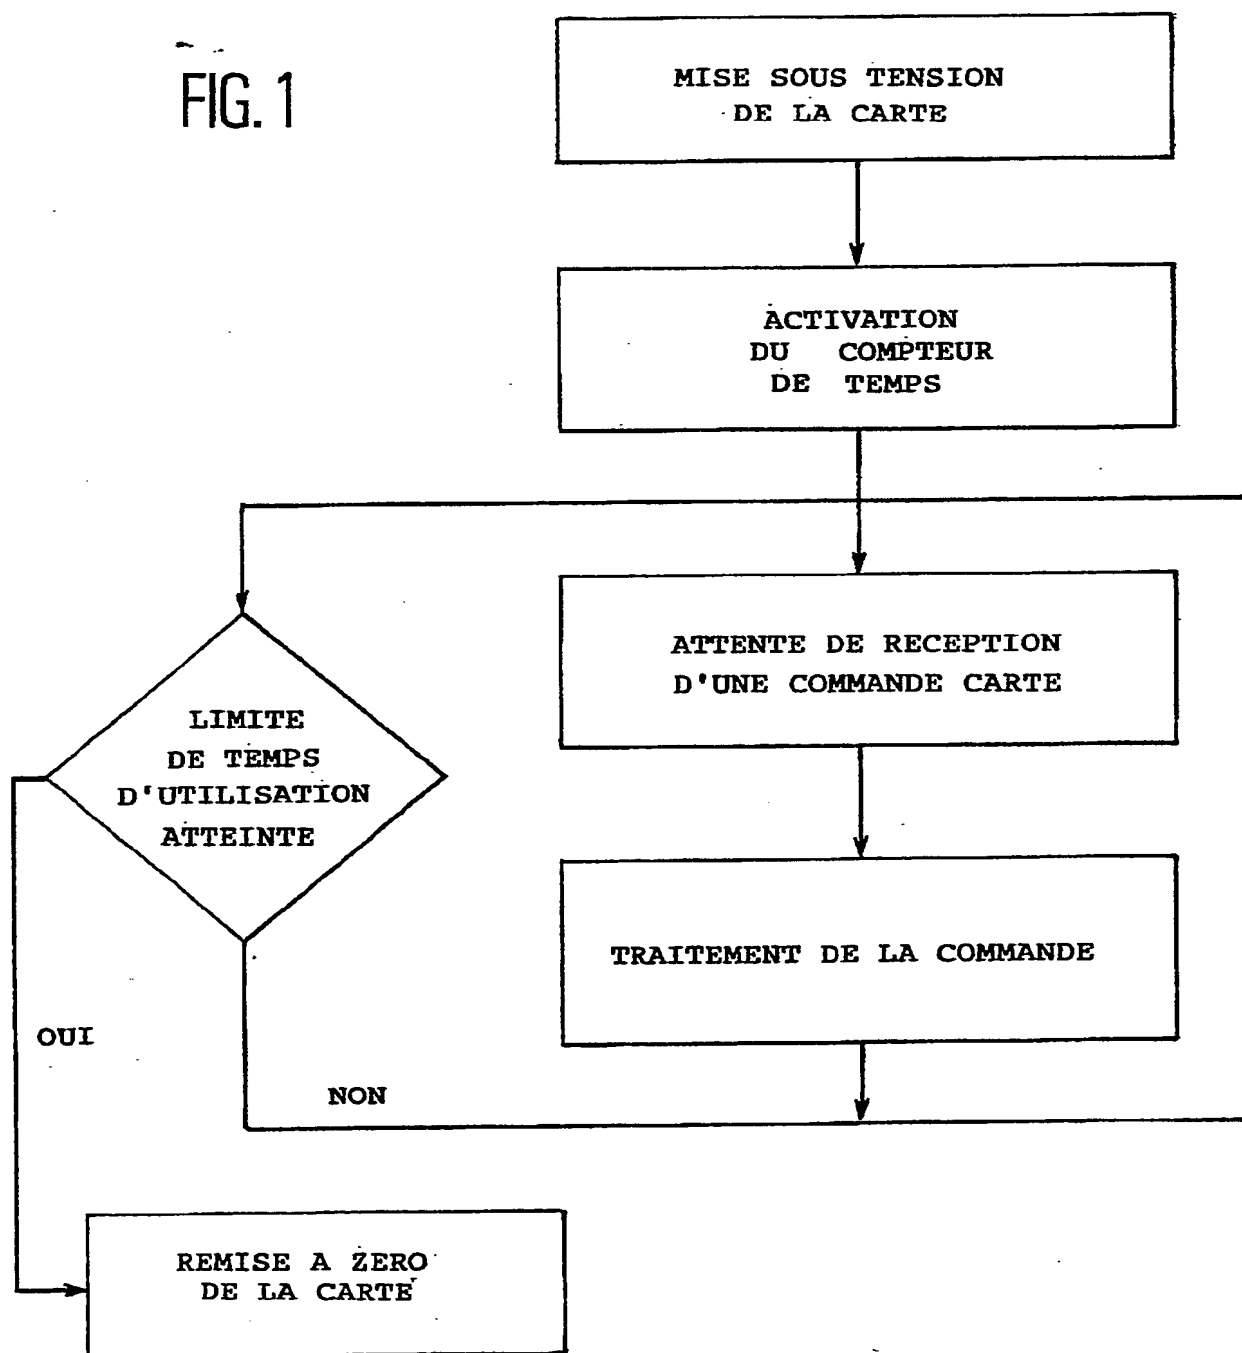 FIG. 1
MISE SOUS TENSION
DE LA CARTE
ACTIVATION
DU COMPTEUR
DE TEMPS
ATTENTE DE RECEPTION
D'UNE COMMANDE CARTE
LIMITE
DE TEMPS
D'UTILISATION
ATTEINTE
TRAITEMENT DE LA COMMANDE
OUI
NON
REMISE A ZERO
DE LA CARTE